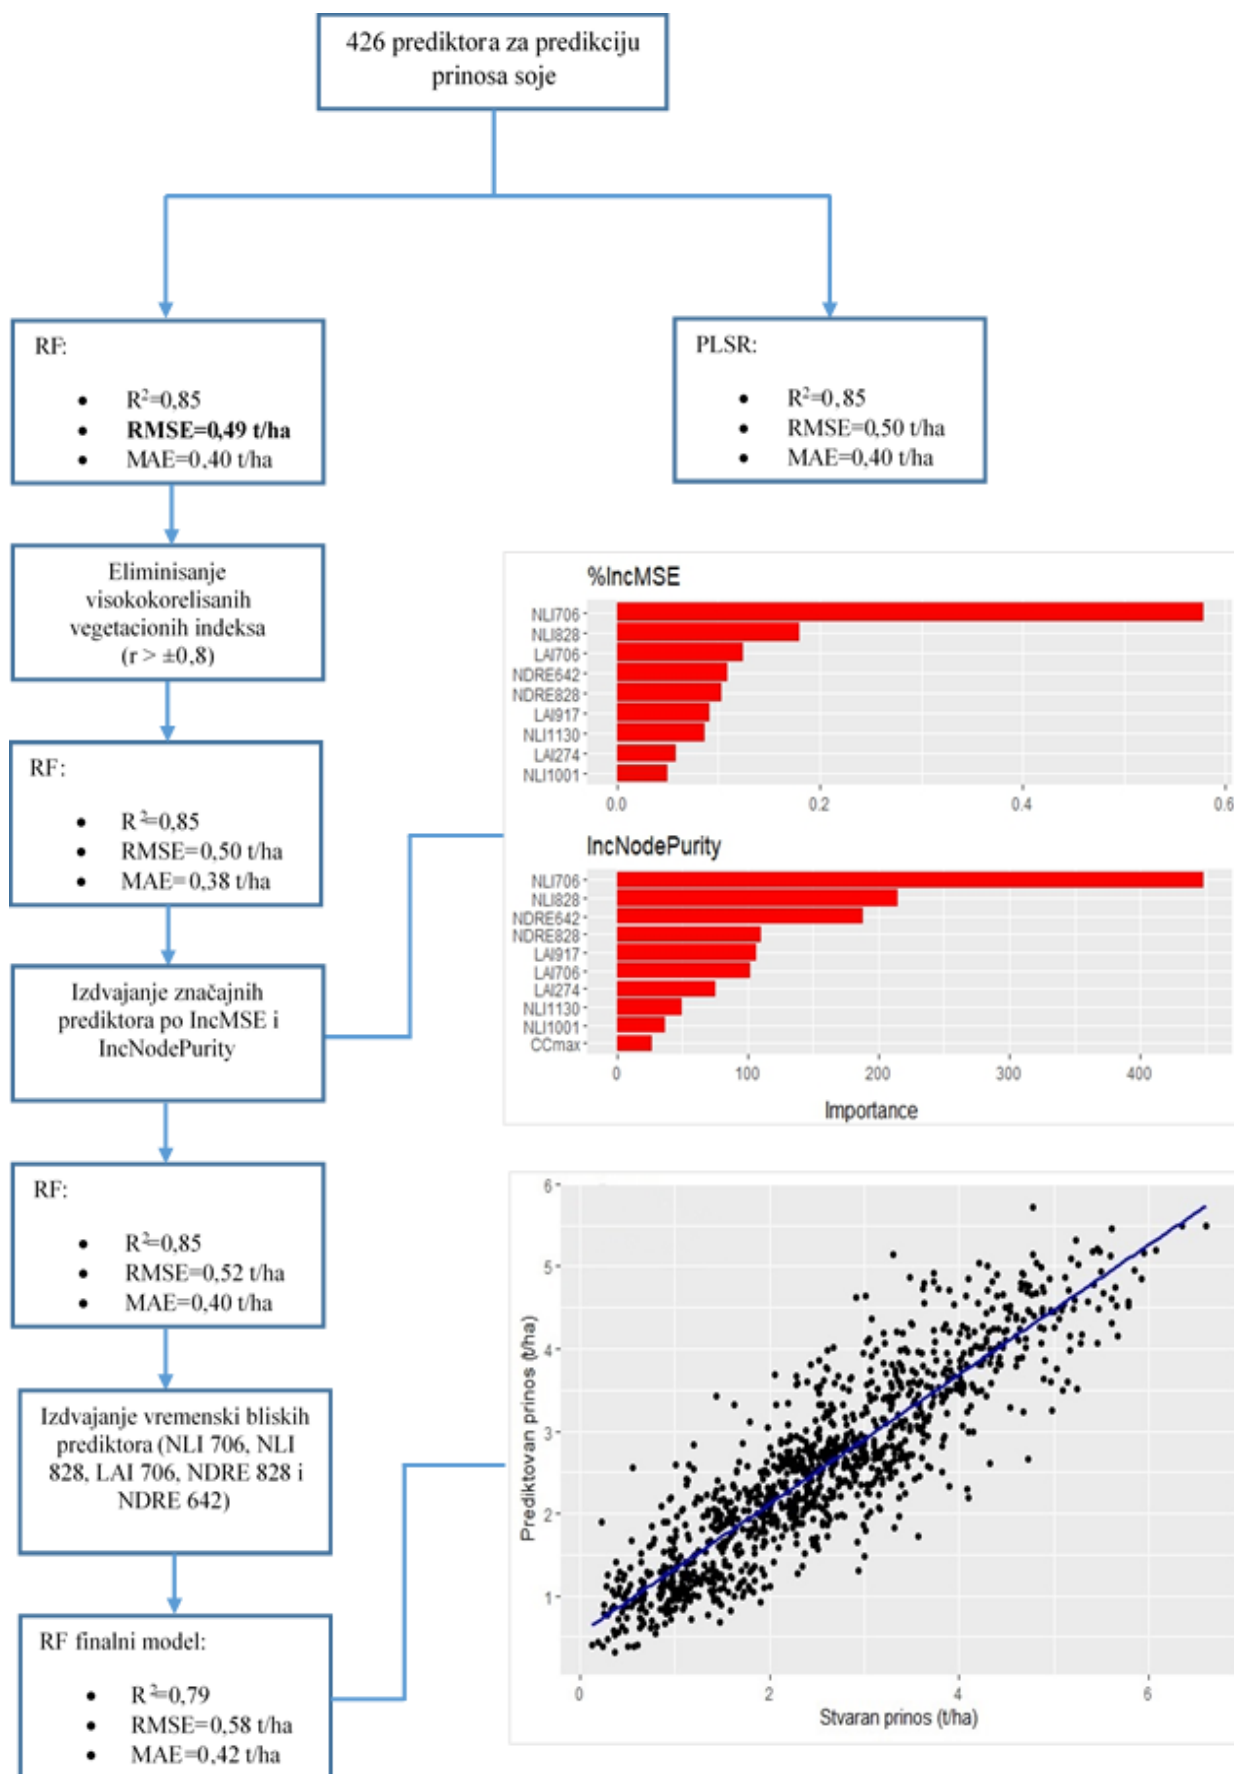 426 prediktora za predikciju
prinosa soje
RF:
• R²=0,85
• RMSE=0,49 t/ha
• MAE=0,40 t/ha
PLSR:
• R²=0,85
• RMSE=0,50 t/ha
• MAE=0,40 t/ha
Eliminisanje
visokokorelisanih
vegetacionih indeksa
(r > ±0,8)
RF:
• R²=0,85
• RMSE=0,50 t/ha
• MAE=0,38 t/ha
%IncMSE
NLI706
NLI828
LAI706
NDRE642
NDRE828
LAI917
NLI1130
LAI274
NLI1001
0.0 0.2 0.4 0.6
IncNodePurity
NLI706
NLI828
NDRE642
NDRE828
LAI917
LAI706
LAI274
NLI1130
NLI1001
CCmax
0 100 200 300 400
Importance
Izdvajanje značajnih
prediktora po IncMSE i
IncNodePurity
RF:
• R²=0,85
• RMSE=0,52 t/ha
• MAE=0,40 t/ha
Izdvajanje vremenski bliskih
prediktora (NLI 706, NLI
828, LAI 706, NDRE 828 i
NDRE 642)
RF finalni model:
• R²=0,79
• RMSE=0,58 t/ha
• MAE=0,42 t/ha
Prediktovan prinos (t/ha)
6
5
4
3
2
1
0 2 4 6
Stvaran prinos (t/ha)